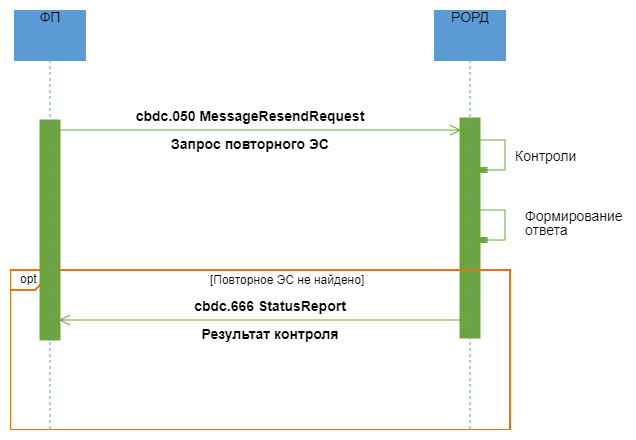 ФП
РОРД
cbdc.050 MessageResendRequest
Запрос повторного ЭС
Контроли
Формирование
ответа
opt
[Повторное ЭС не найдено]
cbdc.666 StatusReport
Результат контроля